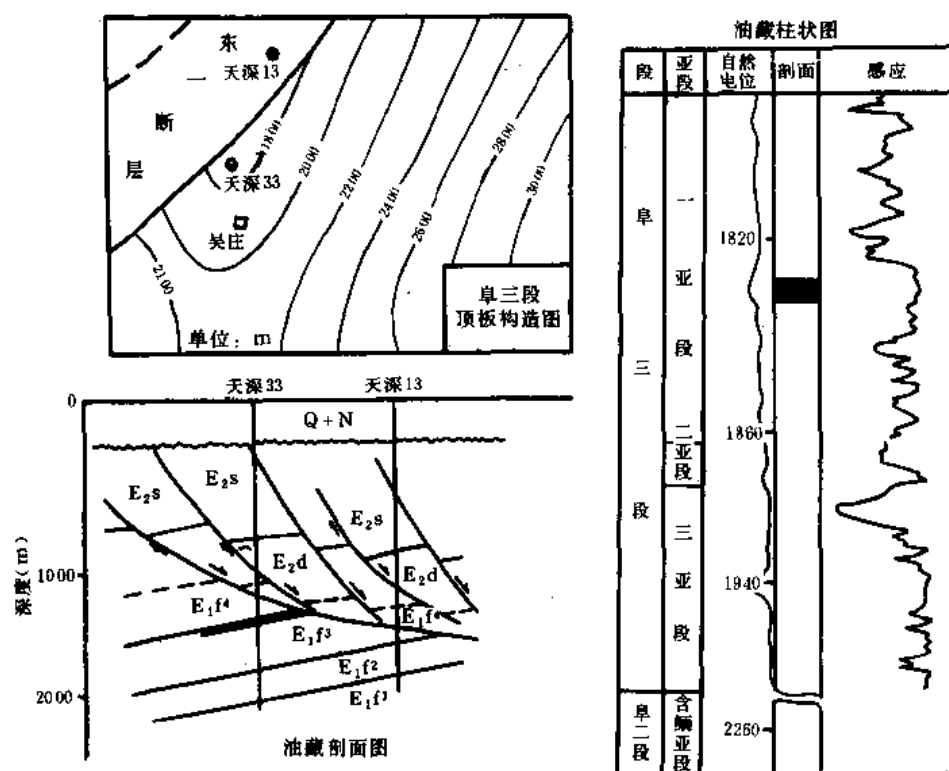 东
天深13
一
断
层
天深33
吴庄
1800
2000
2200
2400
2600
2800
3000
2100
单位：m
阜三段
顶板构造图
天深33
天深13
0
Q+N
E₂s
E₂s
E₂s
E₂d
E₂d
1000
E₁f⁴
E₁f⁴
E₁f³
E₁f³
E₁f²
E₁f¹
2000
深度(m)
油藏剖面图
油藏柱状图
段
亚段
自然电位
剖面
感应
阜三段
一亚段
二亚段
三亚段
1820
1860
1940
阜二段
含螺亚段
2260